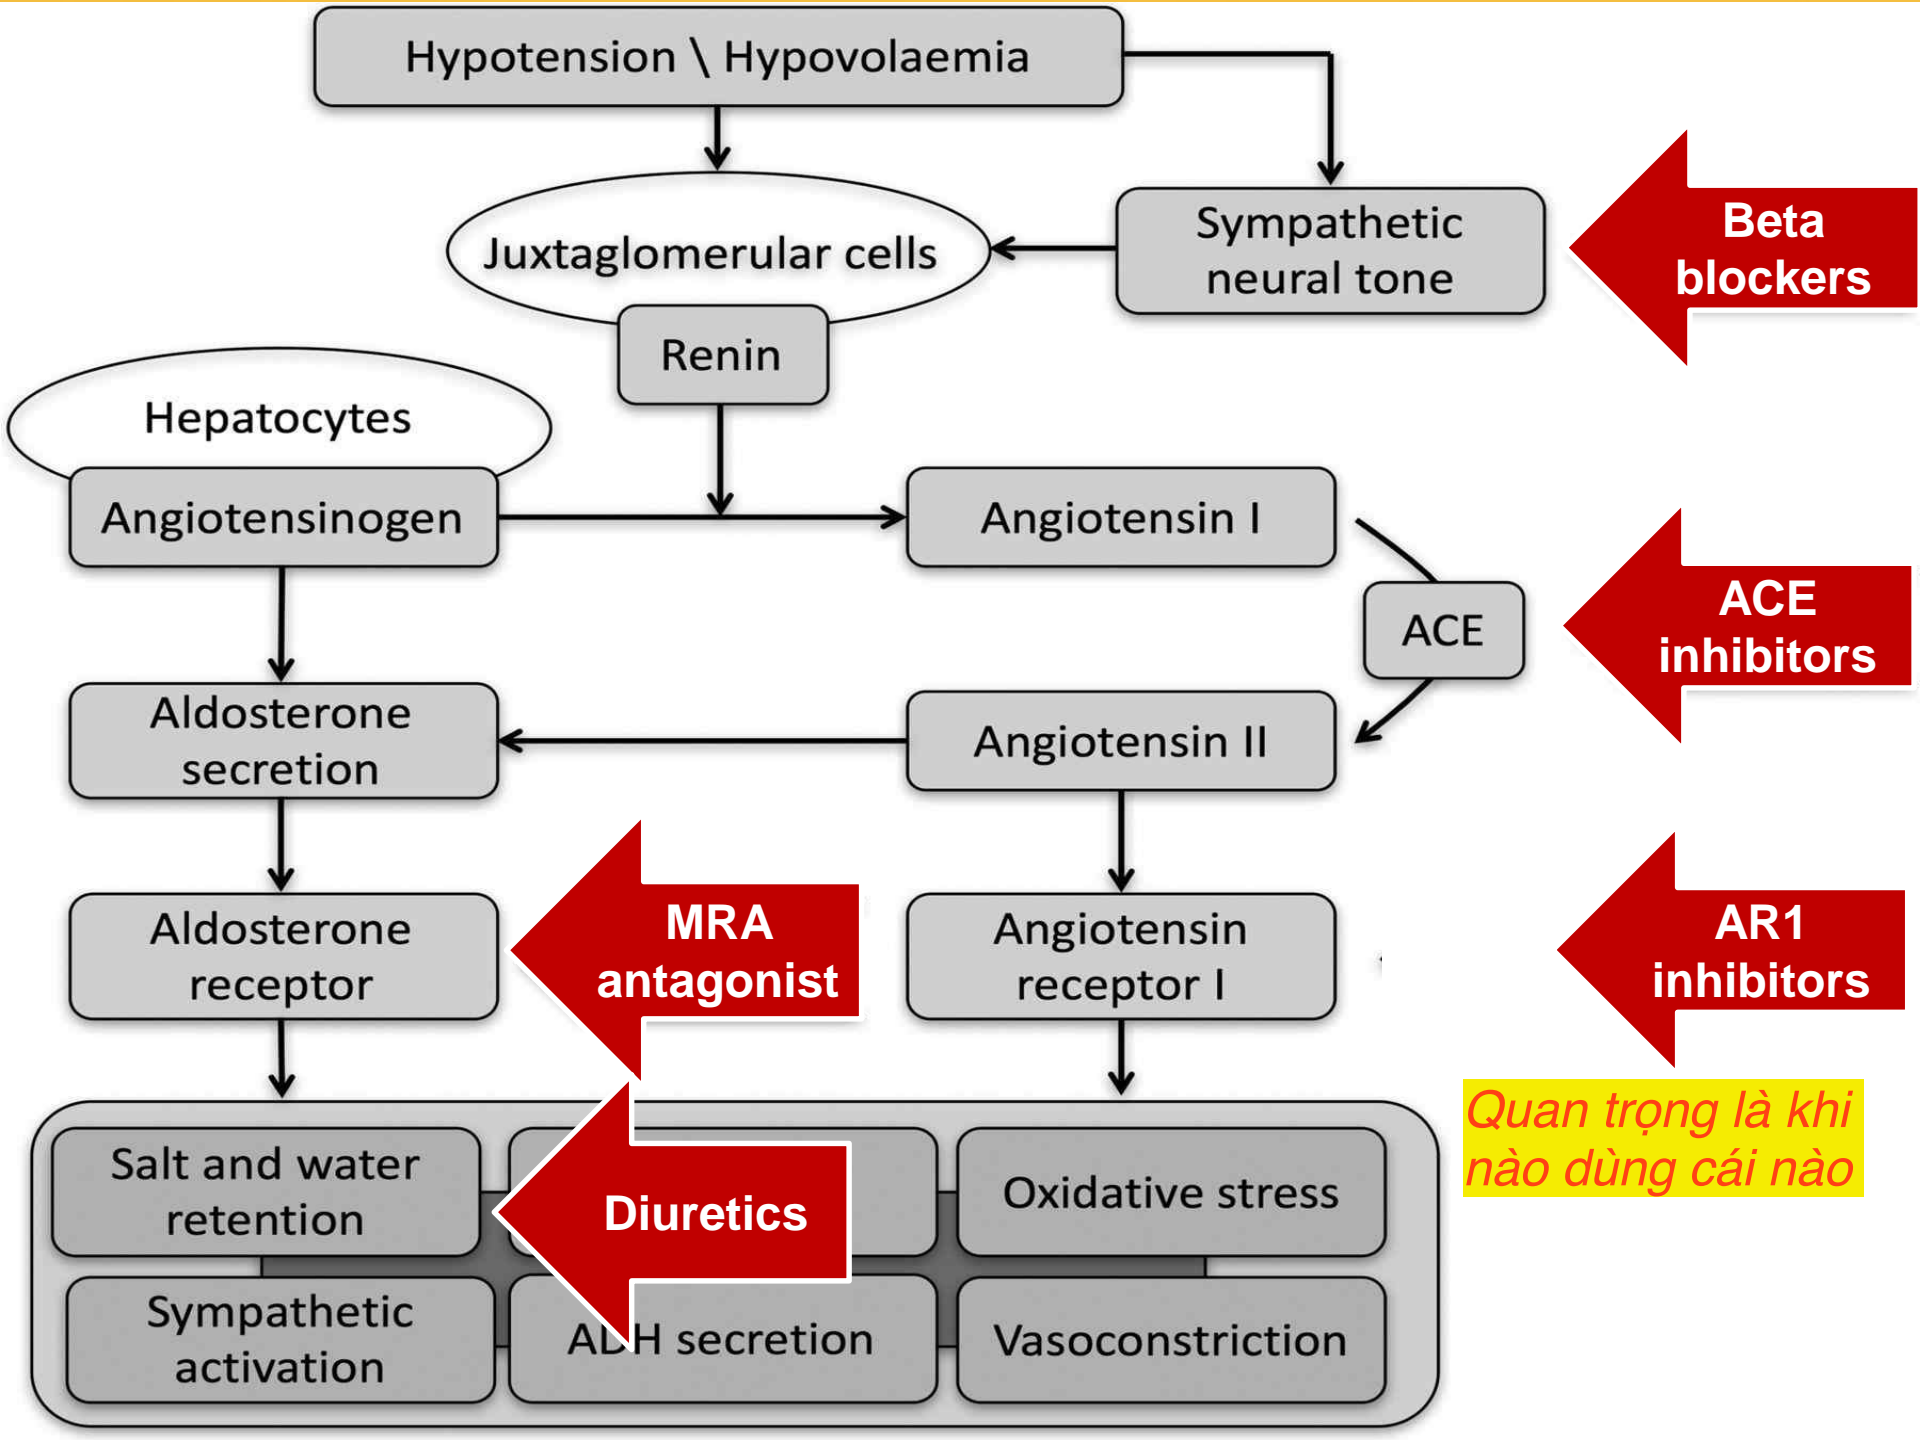 Hypotension \ Hypovolaemia
Sympathetic
neural tone
Beta
blockers
Juxtaglomerular cells
Renin
Hepatocytes
Angiotensinogen
Angiotensin I
ACE
ACE
inhibitors
Aldosterone
secretion
Angiotensin II
Aldosterone
receptor
MRA
antagonist
Angiotensin
receptor I
AR1
inhibitors
Quan trọng là khi
nào dùng cái nào
Salt and water
retention
Diuretics
Oxidative stress
Sympathetic
activation
ADH secretion
Vasoconstriction